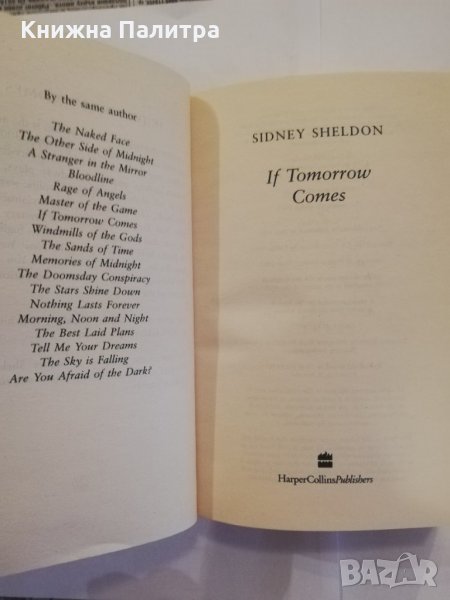 Книжна Палитра
By the same author
The Naked Face
The Other Side of Midnight
A Stranger in the Mirror
Bloodline
Rage of Angels
Master of the Game
If Tomorrow Comes
Windmills of the Gods
The Sands of Time
Memories of Midnight
The Doomsday Conspiracy
The Stars Shine Down
Nothing Lasts Forever
Morning, Noon and Night
The Best Laid Plans
Tell Me Your Dreams
The Sky is Falling
Are You Afraid of the Dark?
SIDNEY SHELDON
If Tomorrow
Comes
HarperCollinsPublishers
BAZAR